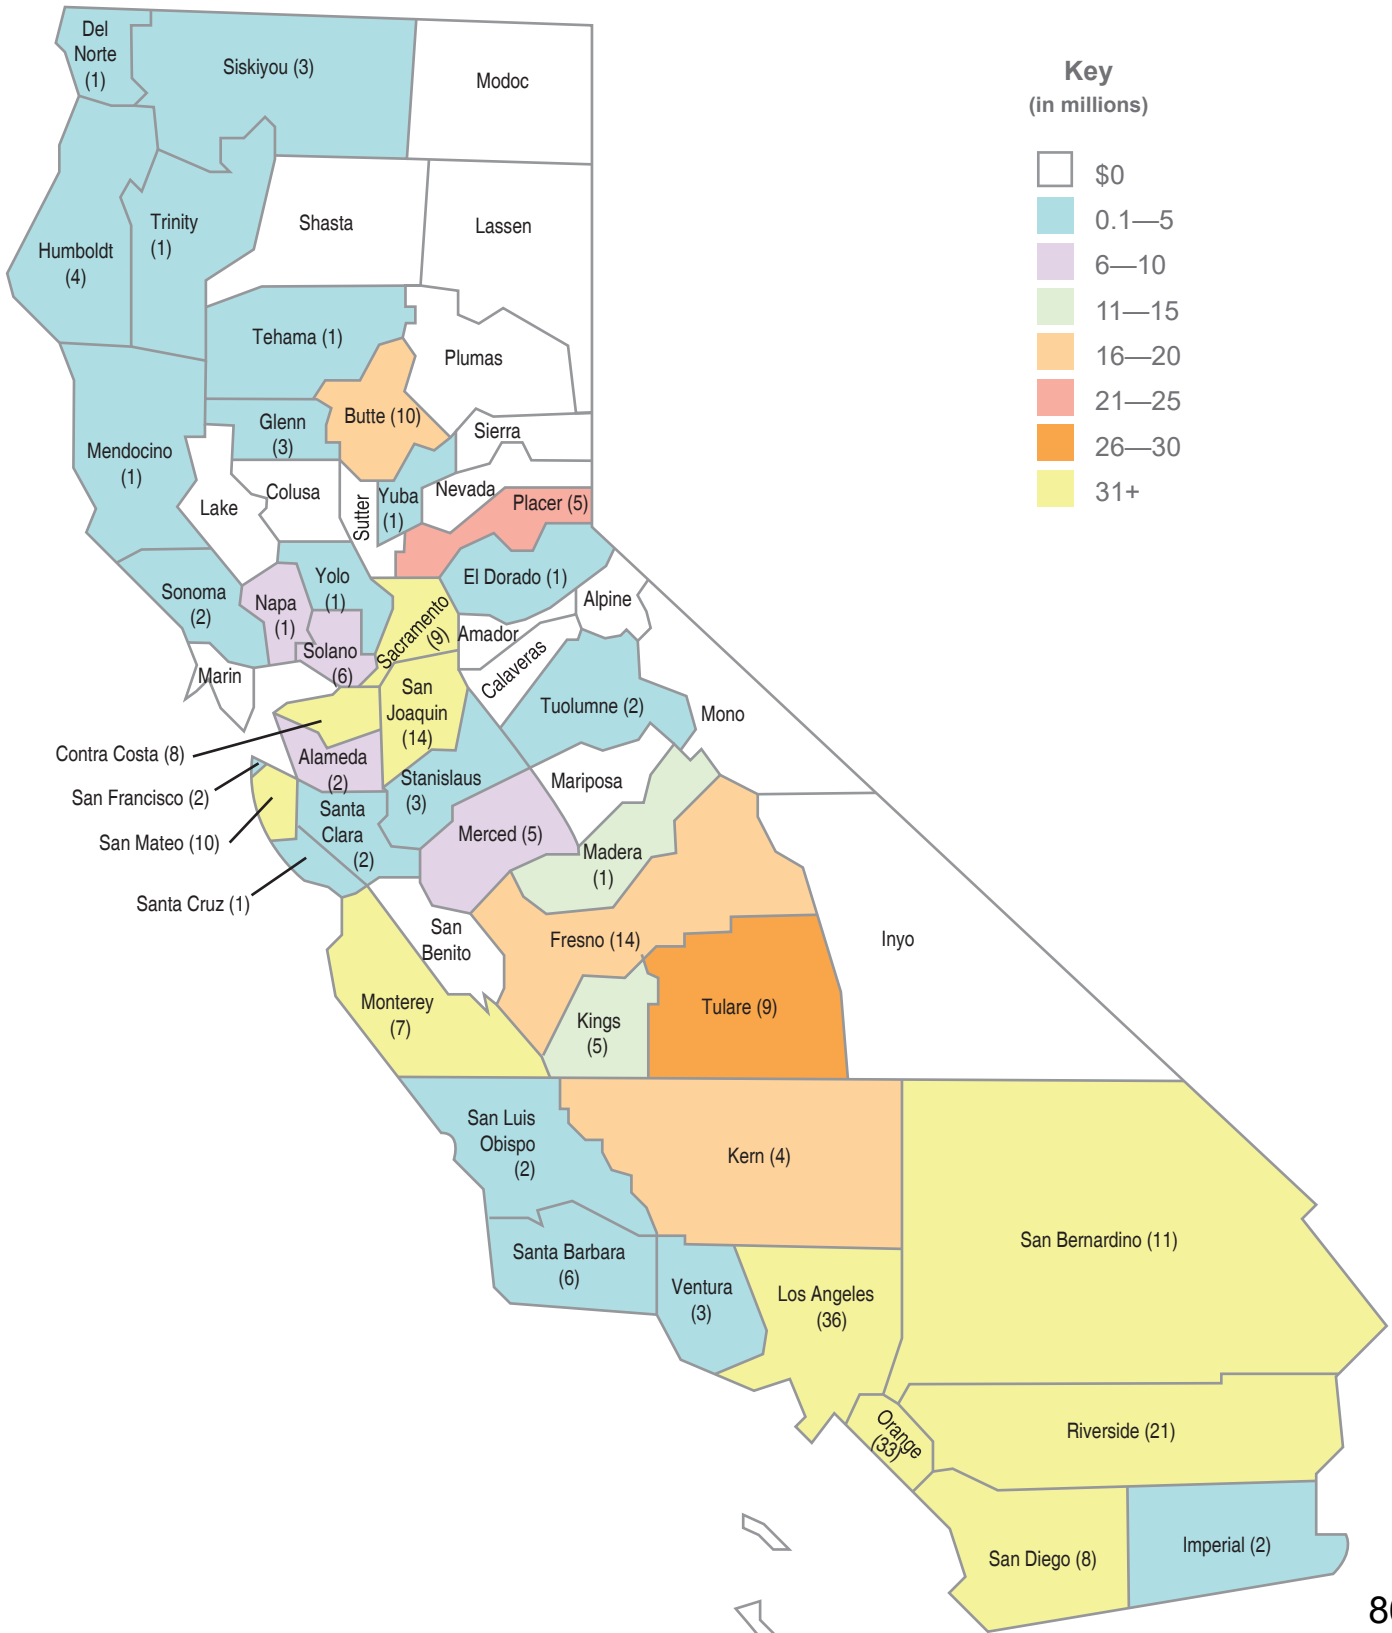 Del
Norte
(1)
Siskiyou (3)
Modoc
Key
(in millions)
$0
0.1—5
6—10
11—15
16—20
21—25
26—30
31+
Humboldt
(4)
Trinity
(1)
Shasta
Lassen
Tehama (1)
Plumas
Butte (10)
Glenn
(3)
Sierra
Mendocino
(1)
Lake
Colusa
Sutter
Yuba
(1)
Nevada
Placer (5)
El Dorado (1)
Sonoma
(2)
Napa
(1)
Yolo
(1)
Solano
(6)
Sacramento
(9)
Amador
Alpine
Calaveras
Marin
San
Joaquin
(14)
Tuolumne (2)
Mono
Contra Costa (8)
Alameda
(2)
Stanislaus
(3)
Mariposa
San Francisco (2)
San Mateo (10)
Santa
Clara
(2)
Merced (5)
Madera
(1)
Santa Cruz (1)
San
Benito
Fresno (14)
Inyo
Monterey
(7)
Kings
(5)
Tulare (9)
San Luis
Obispo
(2)
Kern (4)
Santa Barbara
(6)
Ventura
(3)
Los Angeles
(36)
San Bernardino (11)
Orange
(33)
Riverside (21)
San Diego (8)
Imperial (2)